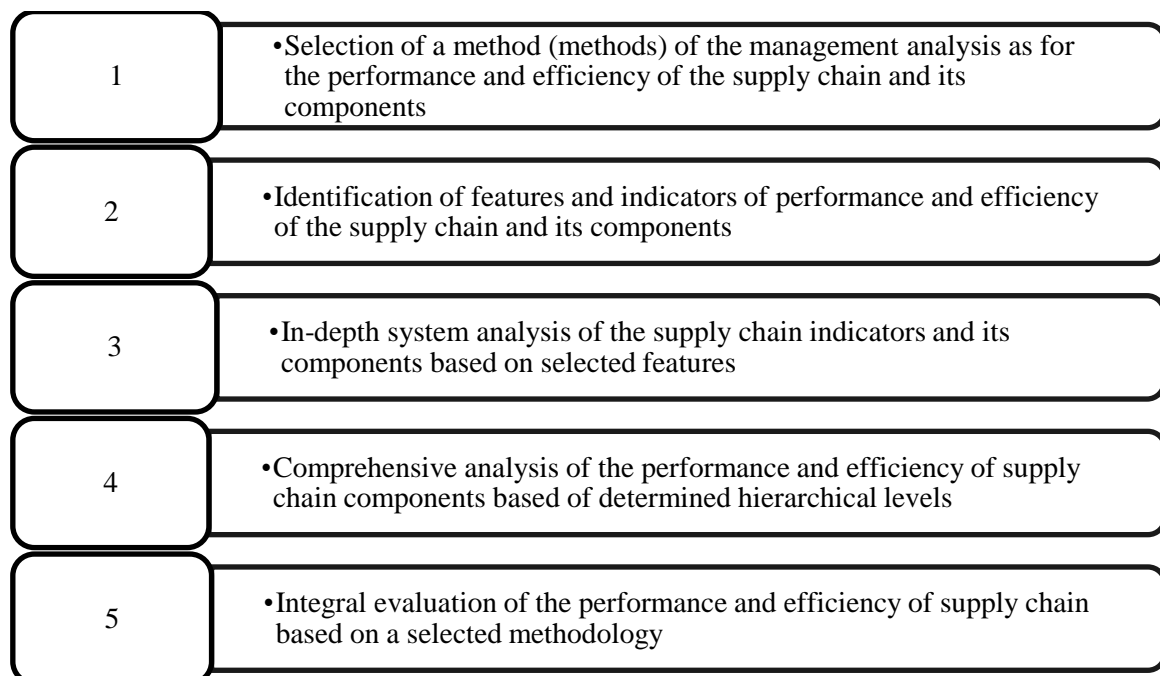 1
•Selection of a method (methods) of the management analysis as for
the performance and efficiency of the supply chain and its
components
2
•Identification of features and indicators of performance and efficiency
of the supply chain and its components
3
•In-depth system analysis of the supply chain indicators and its
components based on selected features
4
•Comprehensive analysis of the performance and efficiency of supply
chain components based of determined hierarchical levels
5
•Integral evaluation of the performance and efficiency of supply chain
based on a selected methodology